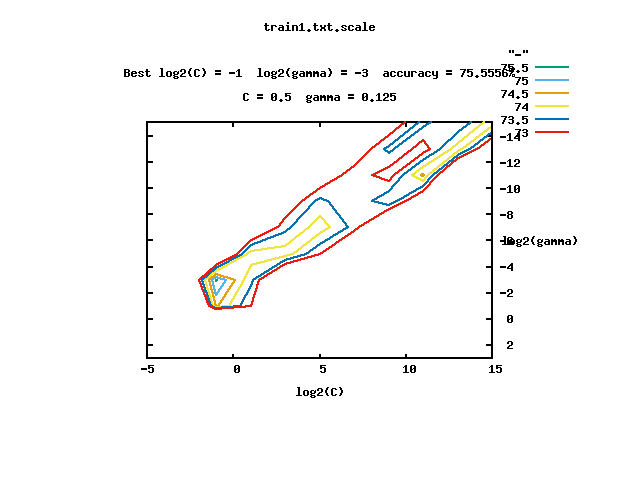 train1.txt.scale
"-"
Best log2(C) = -1 log2(gamma) = -3 accuracy = 75.5556%
C = 0.5 gamma = 0.125
75.5
75
74.5
74
73.5
73
-14
-12
-10
-8
-6
log2(gamma)
-4
-2
0
2
-5 0 5 10 15
log2(C)